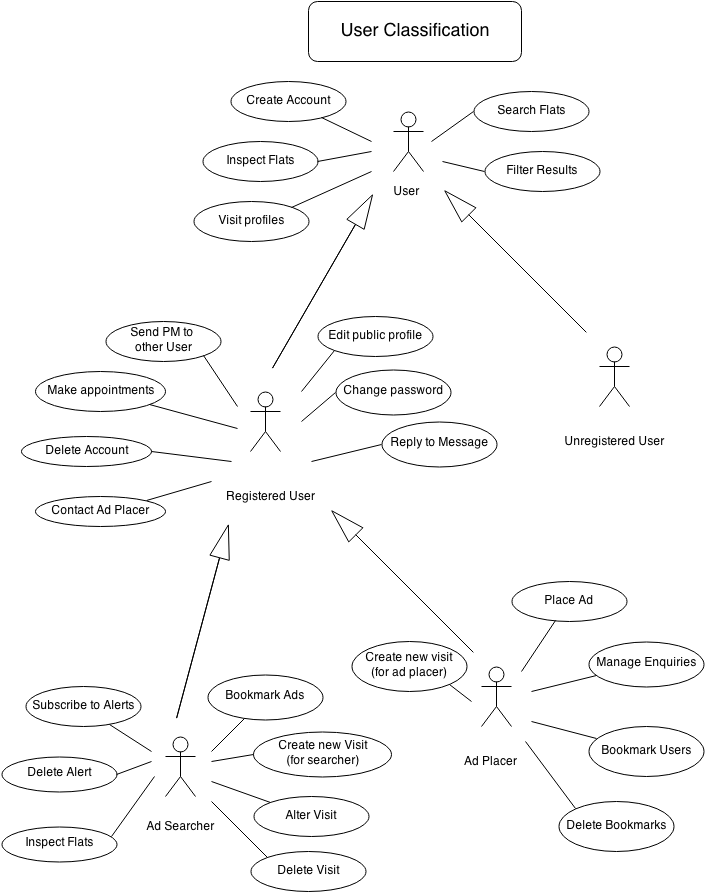 User Classification
Create Account
Search Flats
Inspect Flats
Filter Results
User
Visit profiles
Send PM to
other User
Edit public profile
Make appointments
Change password
Delete Account
Reply to Message
Unregistered User
Contact Ad Placer
Registered User
Place Ad
Create new visit
(for ad placer)
Manage Enquiries
Subscribe to Alerts
Bookmark Ads
Create new Visit
(for searcher)
Ad Placer
Bookmark Users
Delete Alert
Alter Visit
Ad Searcher
Delete Bookmarks
Inspect Flats
Delete Visit